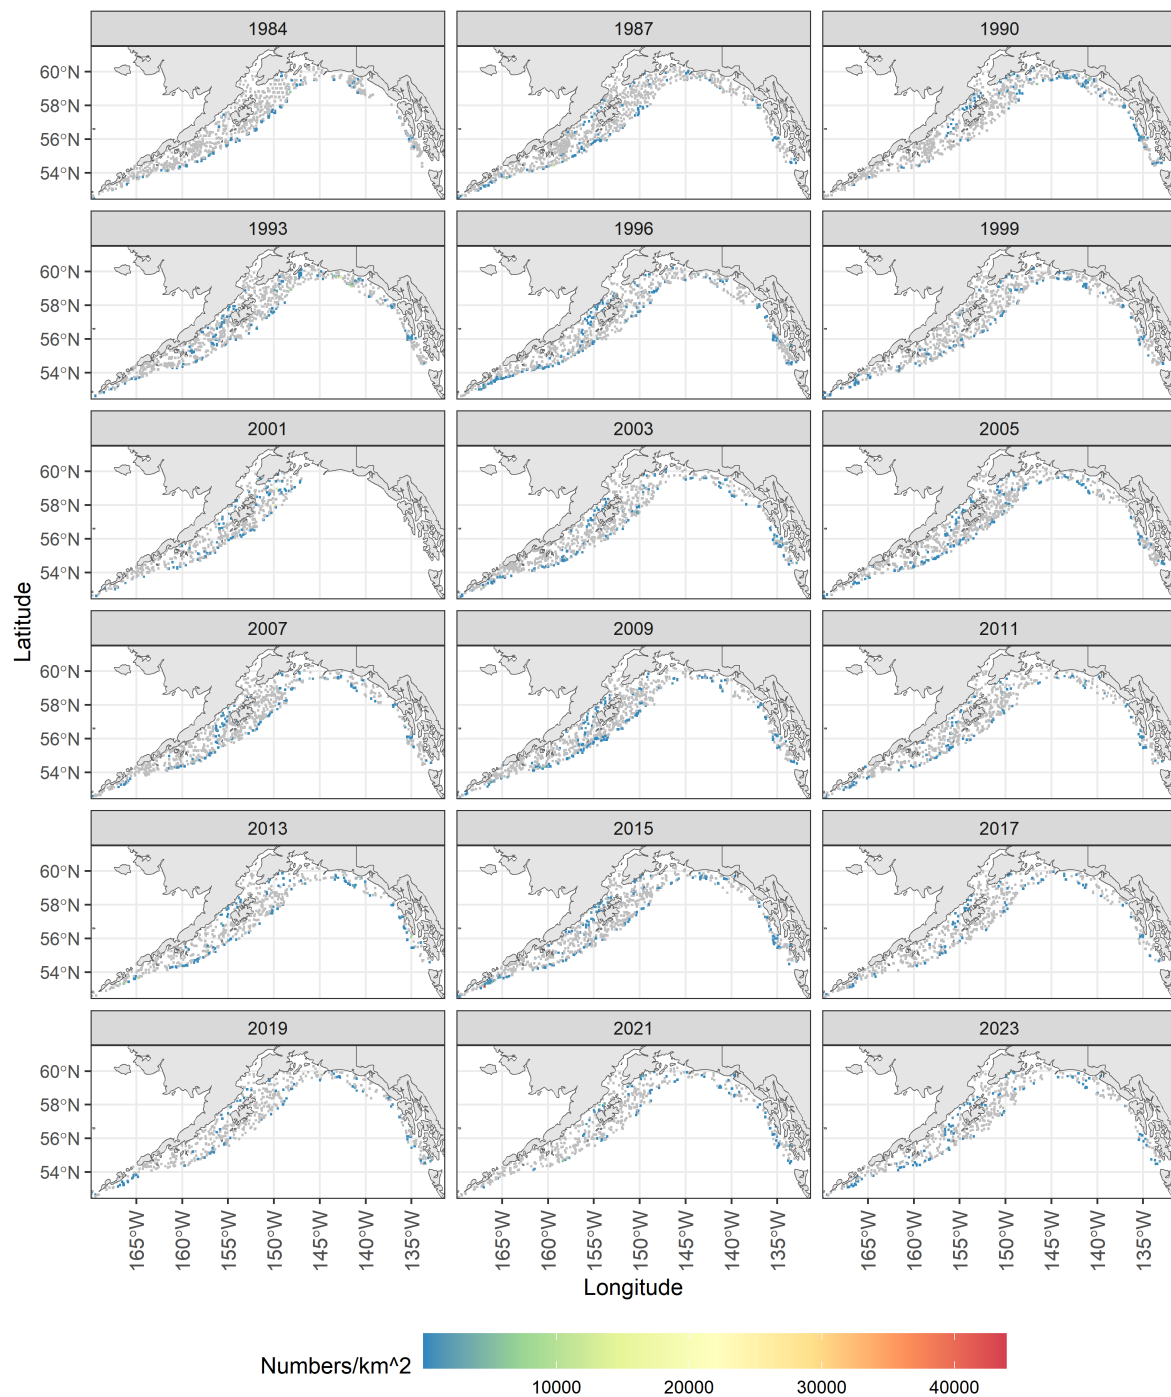 1984 1987 1990
60°N
58°N
56°N
54°N
1993 1996 1999
60°N
58°N
56°N
54°N
2001 2003 2005
60°N
58°N
56°N
54°N
2007 2009 2011
60°N
58°N
56°N
54°N
2013 2015 2017
60°N
58°N
56°N
54°N
2019 2021 2023
60°N
58°N
56°N
54°N
Latitude
165°W 160°W 155°W 150°W 145°W 140°W 135°W 165°W 160°W 155°W 150°W 145°W 140°W 135°W 165°W 160°W 155°W 150°W 145°W 140°W 135°W
Longitude
Numbers/km^2
10000 20000 30000 40000